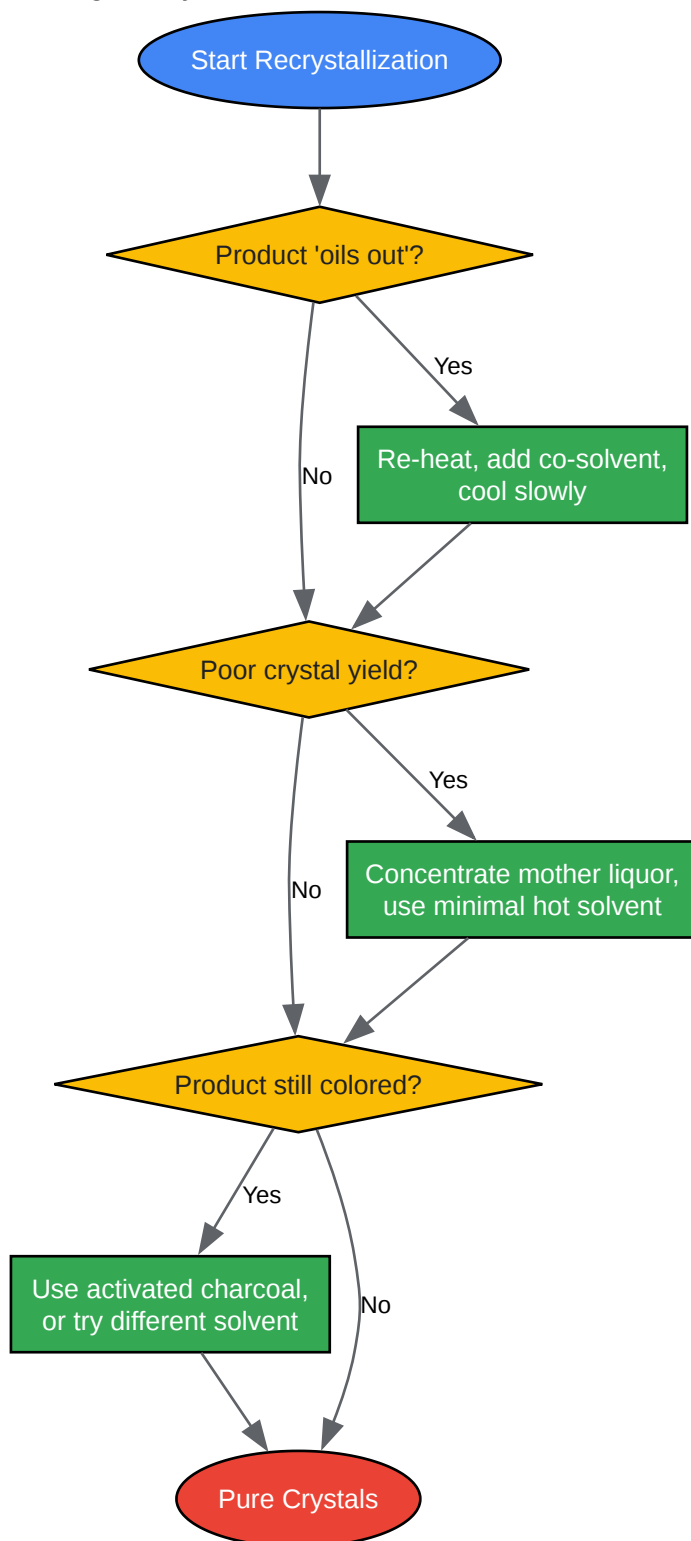 Start Recrystallization
Product 'oils out'?
Yes
Re-heat, add co-solvent,
cool slowly
No
Poor crystal yield?
Yes
Concentrate mother liquor,
use minimal hot solvent
No
Product still colored?
Yes
Use activated charcoal,
or try different solvent
No
Pure Crystals